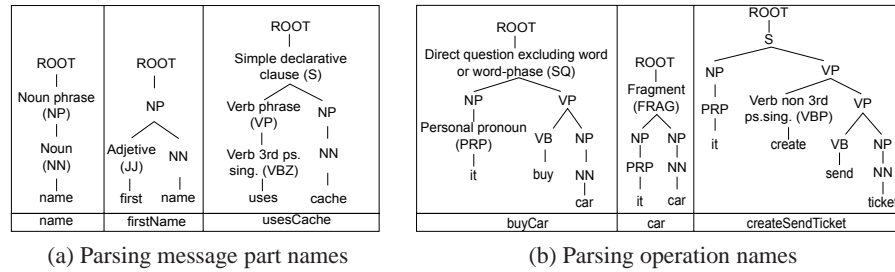 ROOT
Noun phrase
(NP)
Noun
(NN)
name
name
ROOT
NP
Adjetive
(JJ)
NN
first
name
firstName
ROOT
Simple declarative
clause (S)
Verb phrase
(VP)
NP
Verb 3rd ps.
sing. (VBZ)
NN
uses
cache
usesCache
(a) Parsing message part names
ROOT
Direct question excluding word
or word-phase (SQ)
NP
VP
Personal pronoun
(PRP)
VB
NP
it
buy
NN
car
buyCar
ROOT
Fragment
(FRAG)
NP
NP
PRP
NN
it
car
car
ROOT
S
NP
VP
PRP
Verb non 3rd
ps.sing. (VBP)
VP
it
create
VB
NP
send
NN
ticket
createSendTicket
(b) Parsing operation names